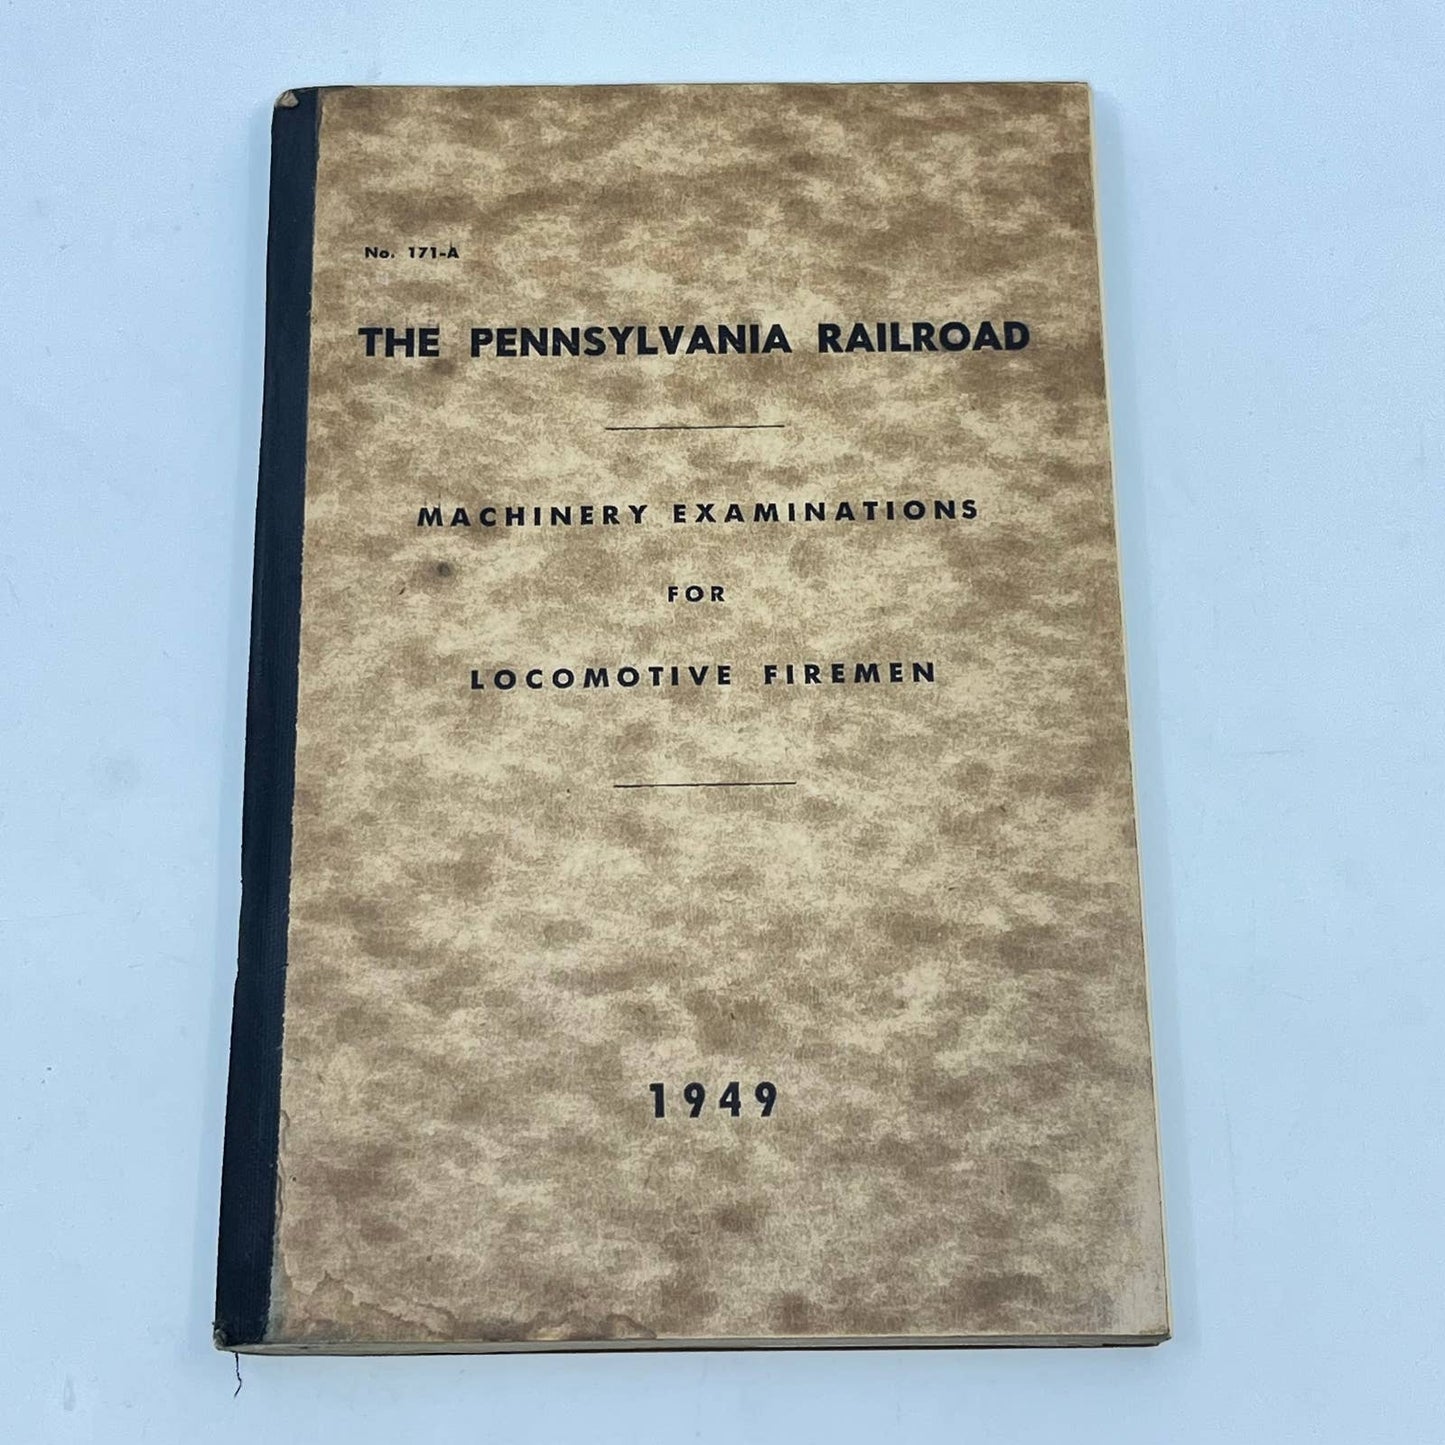 No. 171-A
THE PENNSYLVANIA RAILROAD
MACHINERY EXAMINATIONS
FOR
LOCOMOTIVE FIREMEN
1949